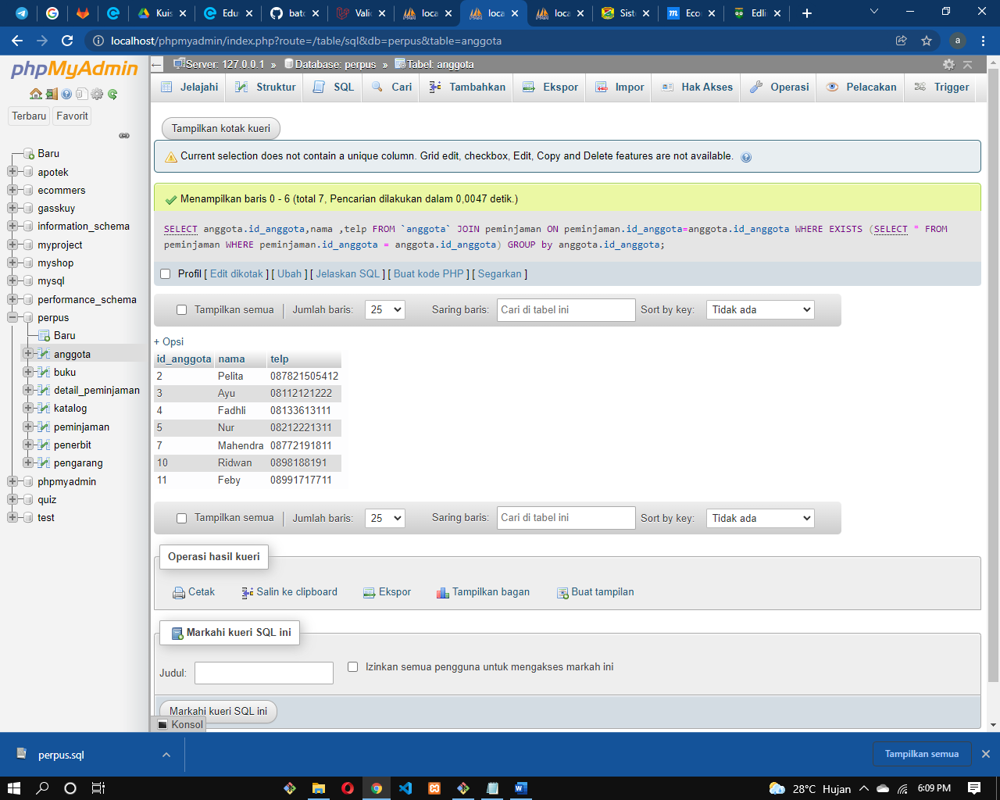 Kuis
Edu
bato
Valid
loca
loca
loca
Sist
Eco
Edli
localhost/phpmyadmin/index.php?route=/table/sql&db=perpus&table=anggota
a
phpMyAdmin
Terbaru Favorit
Baru
apotek
ecommers
gasskuy
information_schema
myproject
myshop
mysql
performance_schema
perpus
Baru
anggota
buku
detail_peminjaman
katalog
peminjaman
penerbit
pengarang
phpmyadmin
quiz
test
Server: 127.0.0.1 » Database: perpus » Tabel: anggota
Jelajahi Struktur SQL Cari Tambahkan Ekspor Impor Hak Akses Operasi Pelacakan Trigger
Tampilkan kotak kueri
Current selection does not contain a unique column. Grid edit, checkbox, Edit, Copy and Delete features are not available.
Menampilkan baris 0 - 6 (total 7, Pencarian dilakukan dalam 0,0047 detik.)
SELECT anggota.id_anggota,nama ,telp FROM `anggota` JOIN peminjaman ON peminjaman.id_anggota=anggota.id_anggota WHERE EXISTS (SELECT * FROM
peminjaman WHERE peminjaman.id_anggota = anggota.id_anggota) GROUP by anggota.id_anggota;
Profil [ Edit dikotak ] [ Ubah ] [ Jelaskan SQL ] [ Buat kode PHP ] [ Segarkan ]
Tampilkan semua | Jumlah baris: 25 Saring baris: Cari di tabel ini Sort by key: Tidak ada
+ Opsi
id_anggota nama telp
2 Pelita 087821505412
3 Ayu 08112121222
4 Fadhli 08133613111
5 Nur 08212221311
7 Mahendra 08772191811
10 Ridwan 0898188191
11 Feby 08991717711
Tampilkan semua | Jumlah baris: 25 Saring baris: Cari di tabel ini Sort by key: Tidak ada
Operasi hasil kueri
Cetak Salin ke clipboard Ekspor Tampilkan bagan Buat tampilan
Markahi kueri SQL ini
Judul: Izinkan semua pengguna untuk mengakses markah ini
Markahi kueri SQL ini
Konsol
perpus.sql
Tampilkan semua
28°C Hujan 6:09 PM